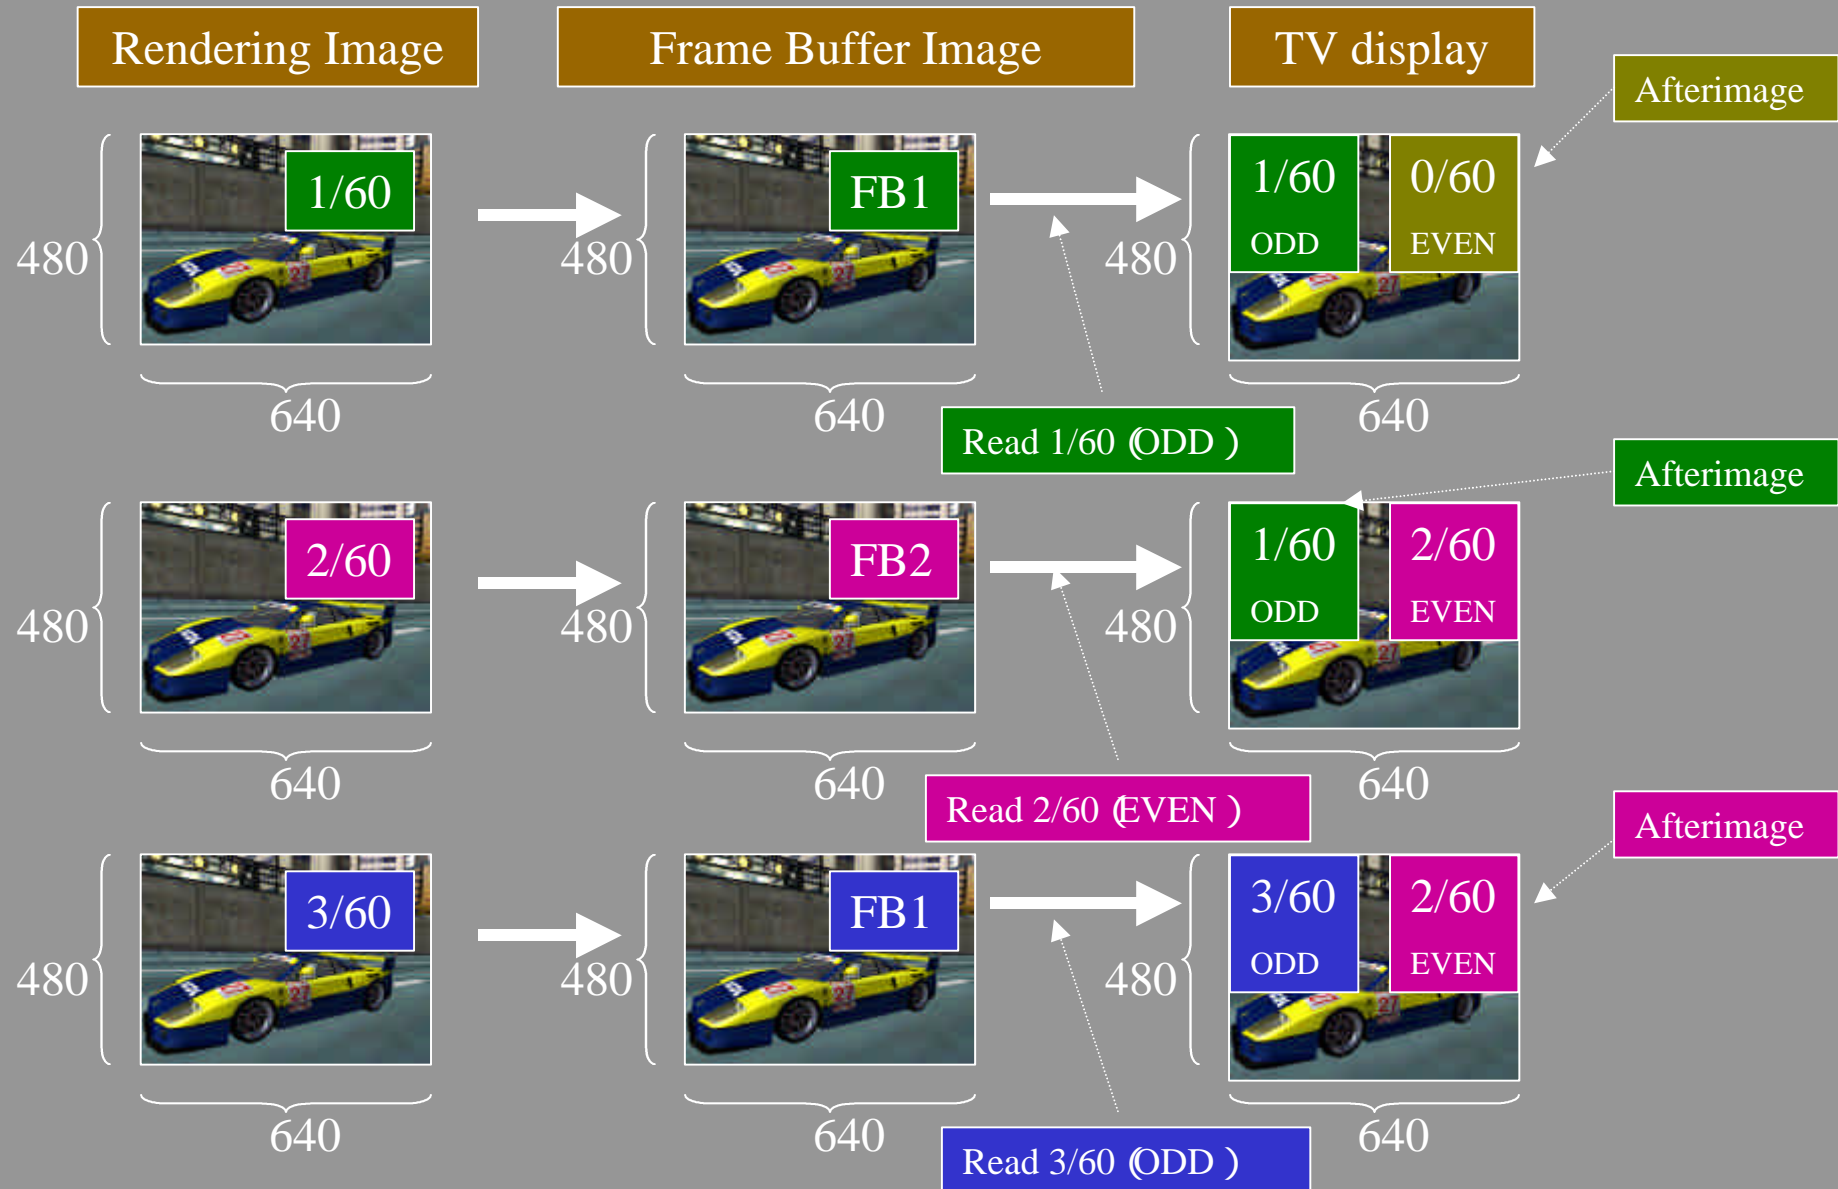 Rendering Image
Frame Buffer Image
TV display
Afterimage
1/60
FB1
1/60
ODD
0/60
EVEN
480
480
480
640
640
640
Read 1/60 (ODD )
Afterimage
2/60
FB2
1/60
ODD
2/60
EVEN
480
480
480
640
640
640
Read 2/60 (EVEN )
Afterimage
3/60
FB1
3/60
ODD
2/60
EVEN
480
480
480
640
640
640
Read 3/60 (ODD )